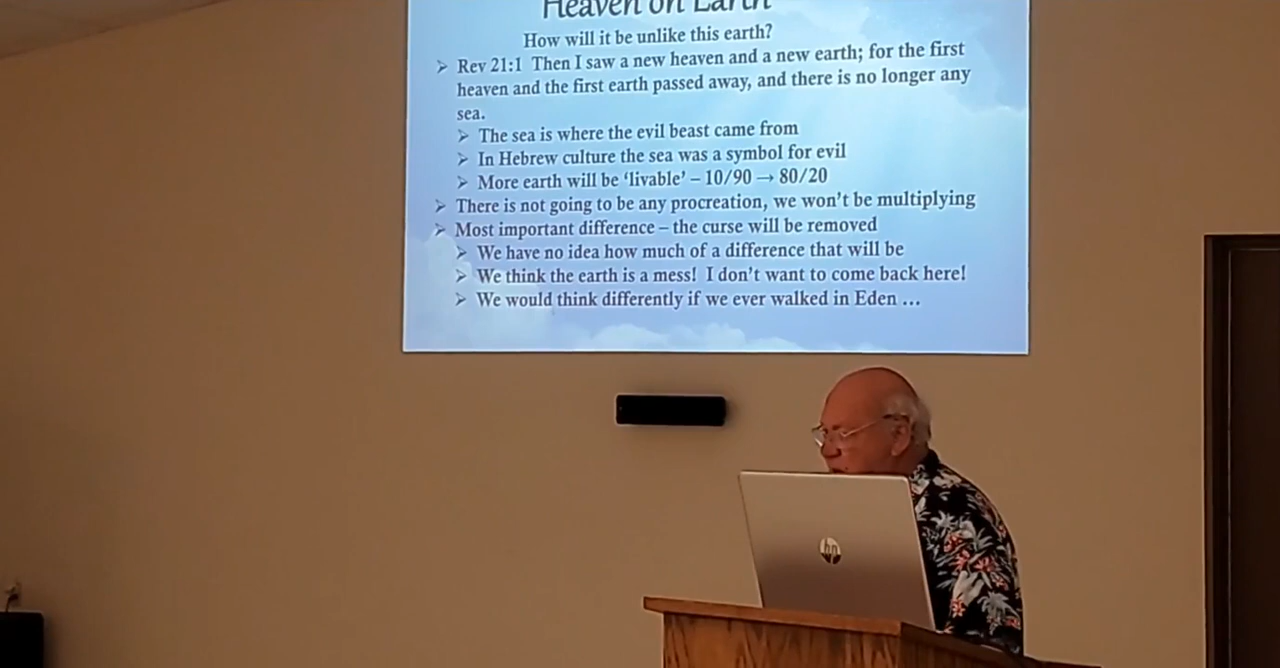 Heaven on Earth
How will it be unlike this earth?
➢ Rev 21:1 Then I saw a new heaven and a new earth; for the first
heaven and the first earth passed away, and there is no longer any
sea.
➢ The sea is where the evil beast came from
➢ In Hebrew culture the sea was a symbol for evil
➢ More earth will be ‘livable’ – 10/90 → 80/20
➢ There is not going to be any procreation, we won’t be multiplying
➢ Most important difference – the curse will be removed
➢ We have no idea how much of a difference that will be
➢ We think the earth is a mess! I don’t want to come back here!
➢ We would think differently if we ever walked in Eden …
hp